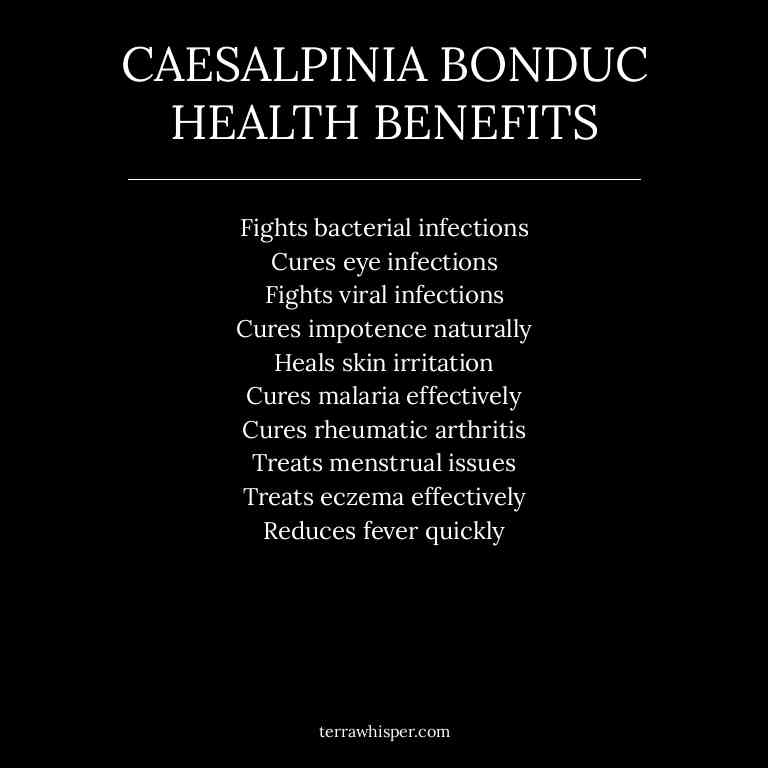 CAESALPINIA BONDUC
HEALTH BENEFITS
Fights bacterial infections
Cures eye infections
Fights viral infections
Cures impotence naturally
Heals skin irritation
Cures malaria effectively
Cures rheumatic arthritis
Treats menstrual issues
Treats eczema effectively
Reduces fever quickly
terrawhisper.com